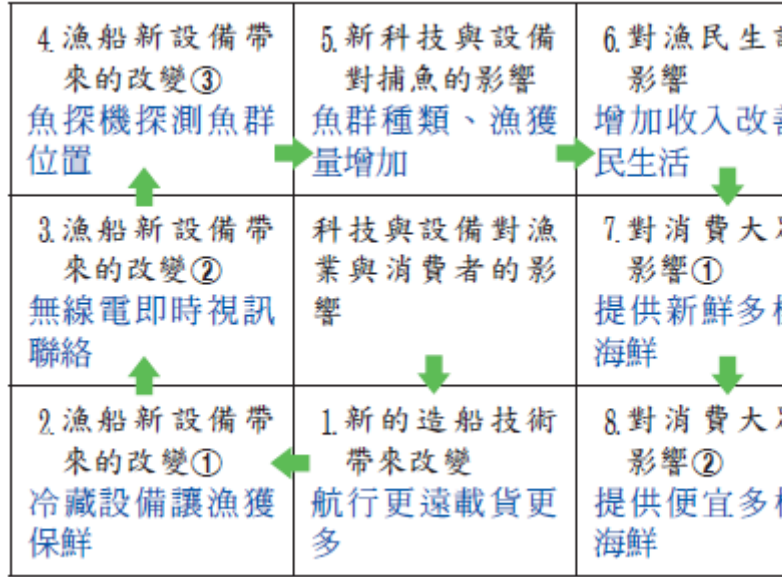 4.漁船新設備帶
來的改變③
魚探機探測魚群
位置
5.新科技與設備
對捕魚的影響
魚群種類、漁獲
量增加
6.對漁民生
影響
增加收入改
民生活
3.漁船新設備帶
來的改變②
無線電即時視訊
聯絡
科技與設備對漁
業與消費者的影
響
7.對消費大
影響①
提供新鮮多
海鮮
2.漁船新設備帶
來的改變①
冷藏設備讓漁獲
保鮮
1.新的造船技術
帶來改變
航行更遠載貨更
多
8.對消費大
影響②
提供便宜多
海鮮